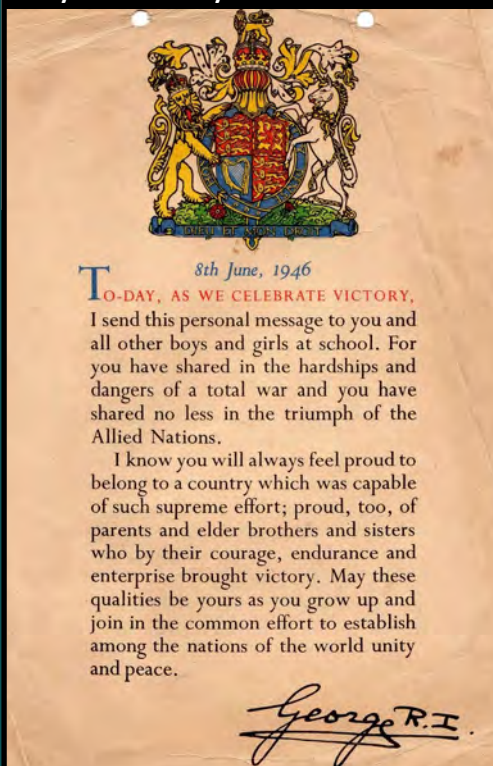 DIEU ET MON DROIT
8th June, 1946
TO-DAY, AS WE CELEBRATE VICTORY,
I send this personal message to you and
all other boys and girls at school. For
you have shared in the hardships and
dangers of a total war and you have
shared no less in the triumph of the
Allied Nations.
I know you will always feel proud to
belong to a country which was capable
of such supreme effort; proud, too, of
parents and elder brothers and sisters
who by their courage, endurance and
enterprise brought victory. May these
qualities be yours as you grow up and
join in the common effort to establish
among the nations of the world unity
and peace.
George R.I.